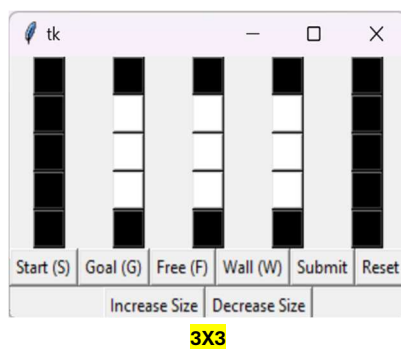 tk
Start (S) Goal (G) Free (F) Wall (W) Submit Reset
Increase Size Decrease Size
3X3